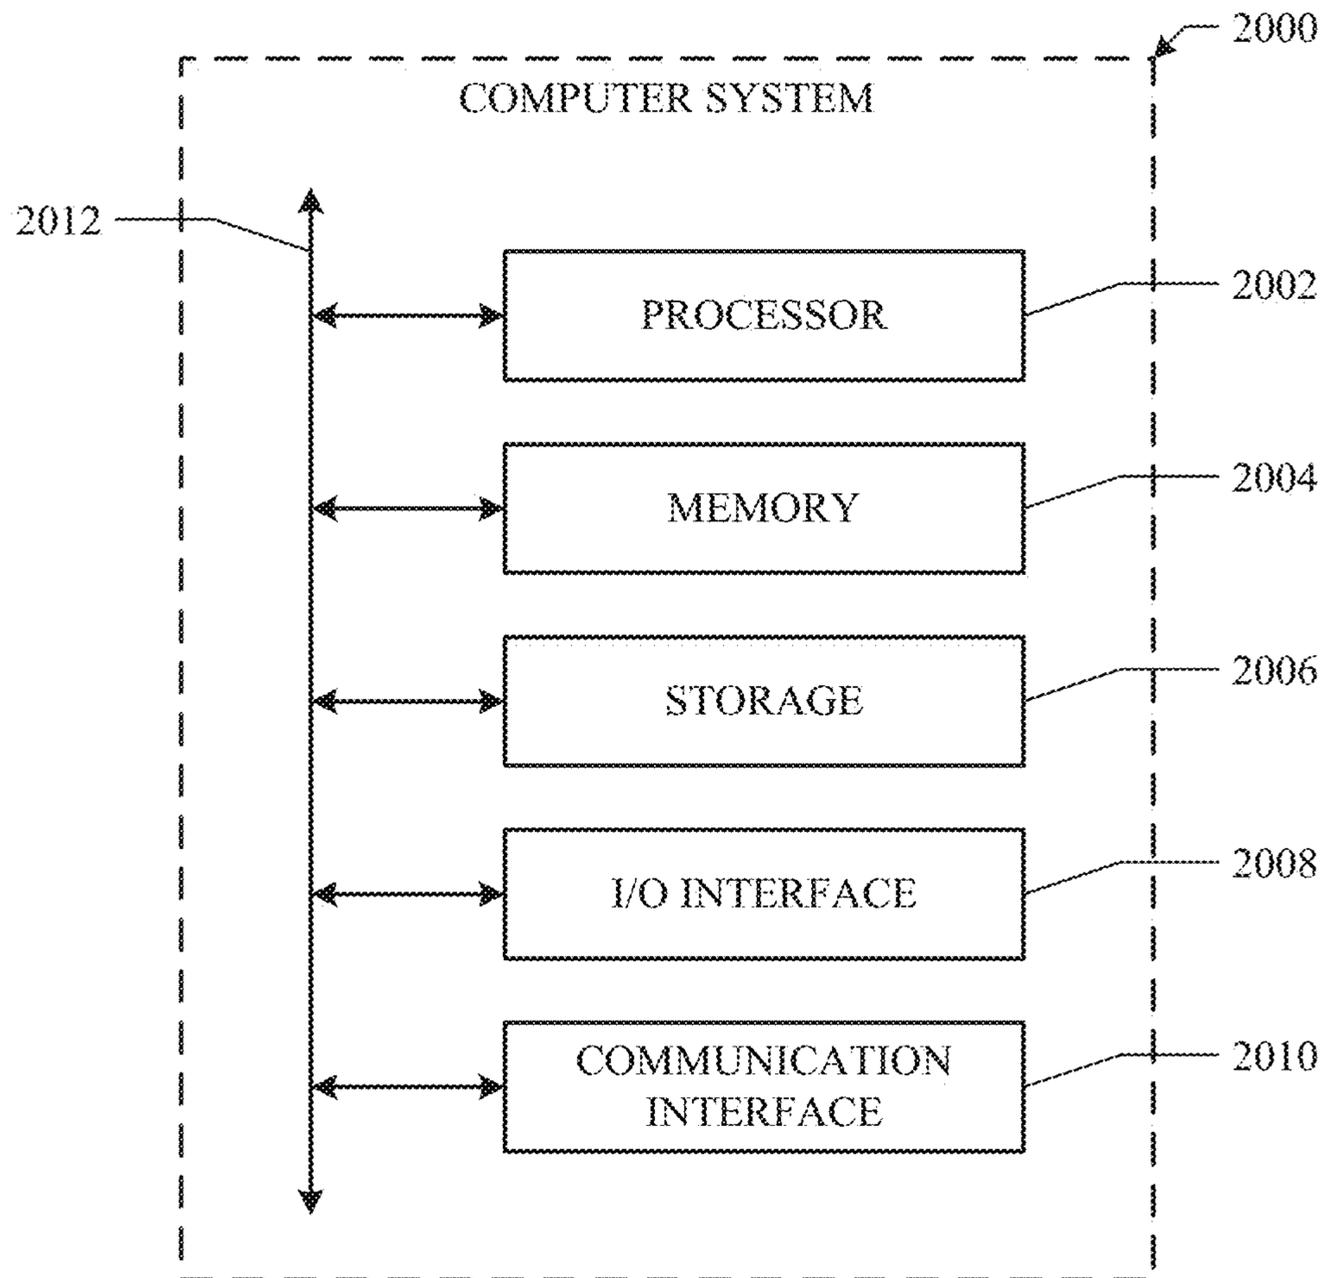 2000
COMPUTER SYSTEM
2012
PROCESSOR
2002
MEMORY
2004
STORAGE
2006
I/O INTERFACE
2008
COMMUNICATION
INTERFACE
2010